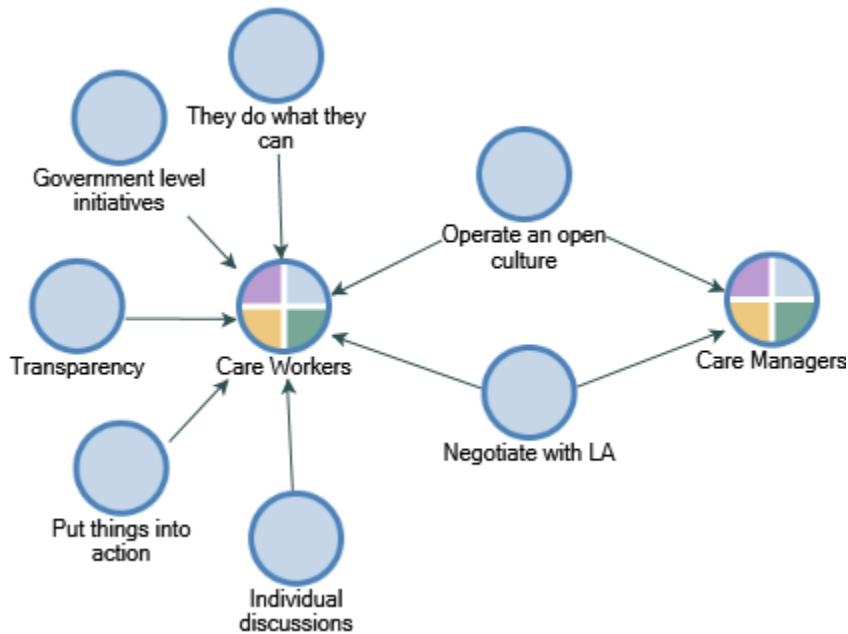 They do what they
can
Government level
initiatives
Operate an open
culture
Transparency
Care Workers
Care Managers
Negotiate with LA
Put things into
action
Individual
discussions